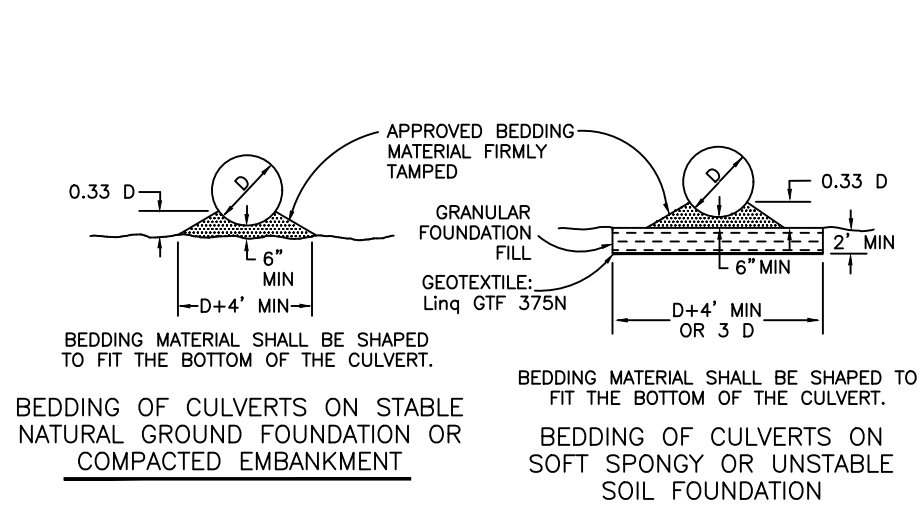 APPROVED BEDDING
MATERIAL FIRMLY
TAMPED
D
0.33 D
6"
MIN
D+4' MIN
BEDDING MATERIAL SHALL BE SHAPED
TO FIT THE BOTTOM OF THE CULVERT.
BEDDING OF CULVERTS ON STABLE
NATURAL GROUND FOUNDATION OR
COMPACTED EMBANKMENT
D
0.33 D
GRANULAR
FOUNDATION
FILL
2' MIN
6" MIN
GEOTEXTILE:
Linq GTF 375N
D+4' MIN
OR 3 D
BEDDING MATERIAL SHALL BE SHAPED TO
FIT THE BOTTOM OF THE CULVERT.
BEDDING OF CULVERTS ON
SOFT SPONGY OR UNSTABLE
SOIL FOUNDATION